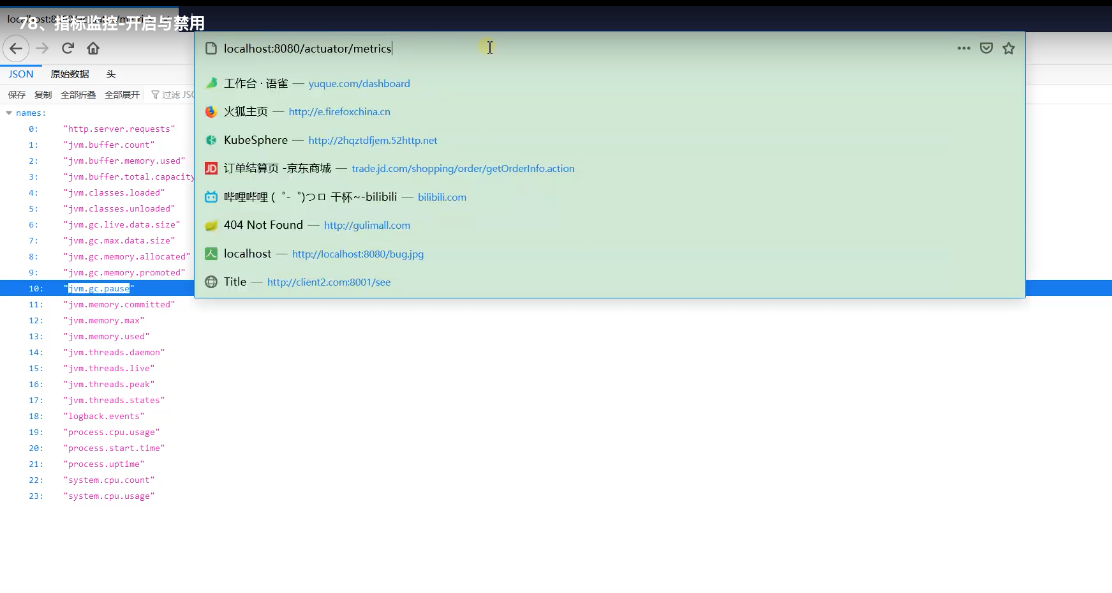 78、指标监控-开启与禁用
localhost:8080/actuator/metrics
JSON 原始数据 头
保存 复制 全部折叠 全部展开 过滤 JSO
工作台 · 语雀 — yuque.com/dashboard
火狐主页 — http://e.firefoxchina.cn
KubeSphere — http://2hqztdfjem.52http.net
订单结算页 -京东商城 — trade.jd.com/shopping/order/getOrderInfo.action
哔哩哔哩 (゜-゜)つロ 干杯~-bilibili — bilibili.com
404 Not Found — http://gulimall.com
localhost — http://localhost:8080/bug.jpg
Title — http://client2.com:8001/see
names:
0: "http.server.requests"
1: "jvm.buffer.count"
2: "jvm.buffer.memory.used"
3: "jvm.buffer.total.capacity
4: "jvm.classes.loaded"
5: "jvm.classes.unloaded"
6: "jvm.gc.live.data.size"
7: "jvm.gc.max.data.size"
8: "jvm.gc.memory.allocated"
9: "jvm.gc.memory.promoted"
10: "jvm.gc.pause"
11: "jvm.memory.committed"
12: "jvm.memory.max"
13: "jvm.memory.used"
14: "jvm.threads.daemon"
15: "jvm.threads.live"
16: "jvm.threads.peak"
17: "jvm.threads.states"
18: "logback.events"
19: "process.cpu.usage"
20: "process.start.time"
21: "process.uptime"
22: "system.cpu.count"
23: "system.cpu.usage"